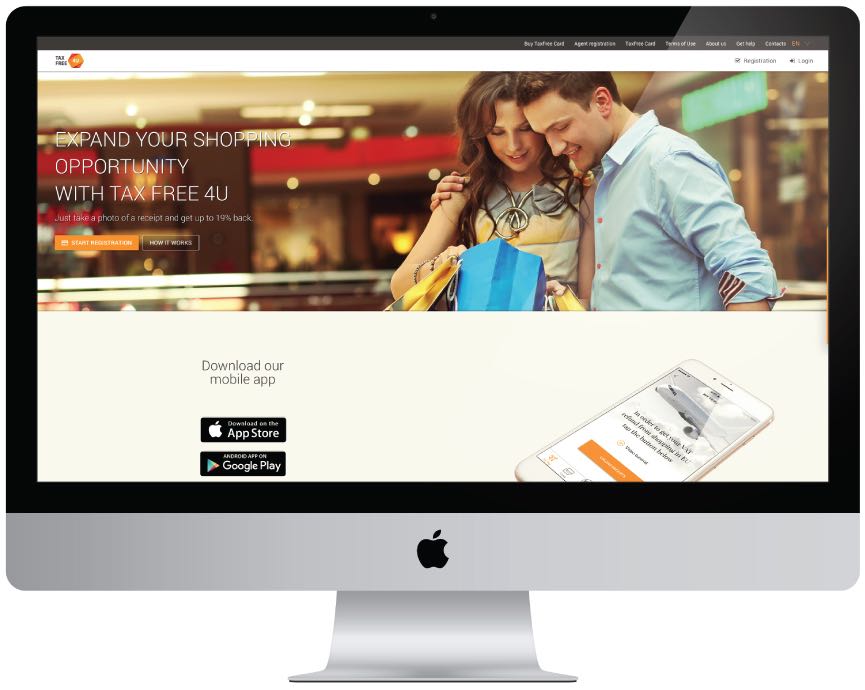 Buy TaxFree Card Agent registration TaxFree Card Terms of Use About us Get help Contacts EN
TAX
FREE 4U
Registration Login
EXPAND YOUR SHOPPING
OPPORTUNITY
WITH TAX FREE 4U
Just take a photo of a receipt and get up to 19% back.
START REGISTRATION HOW IT WORKS
Download our
mobile app
Download on the
App Store
ANDROID APP ON
Google Play
In order to get your VAT
refund from shopping in EU
tap the button below